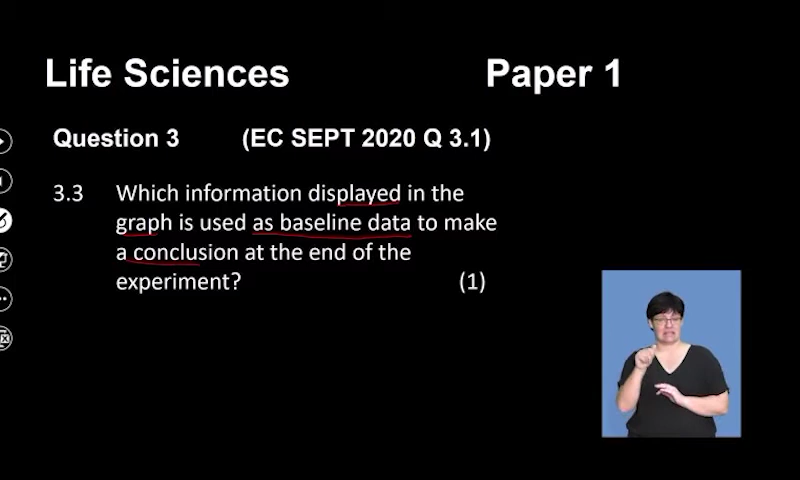 Life Sciences Paper 1
Question 3 (EC SEPT 2020 Q 3.1)
3.3 Which information displayed in the
graph is used as baseline data to make
a conclusion at the end of the
experiment? (1)